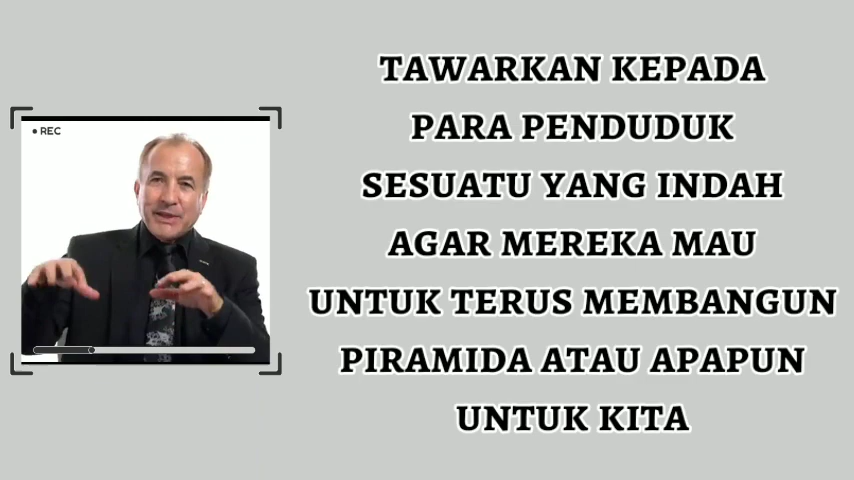 REC
TAWARKAN KEPADA
PARA PENDUDUK
SESUATU YANG INDAH
AGAR MEREKA MAU
UNTUK TERUS MEMBANGUN
PIRAMIDA ATAU APAPUN
UNTUK KITA